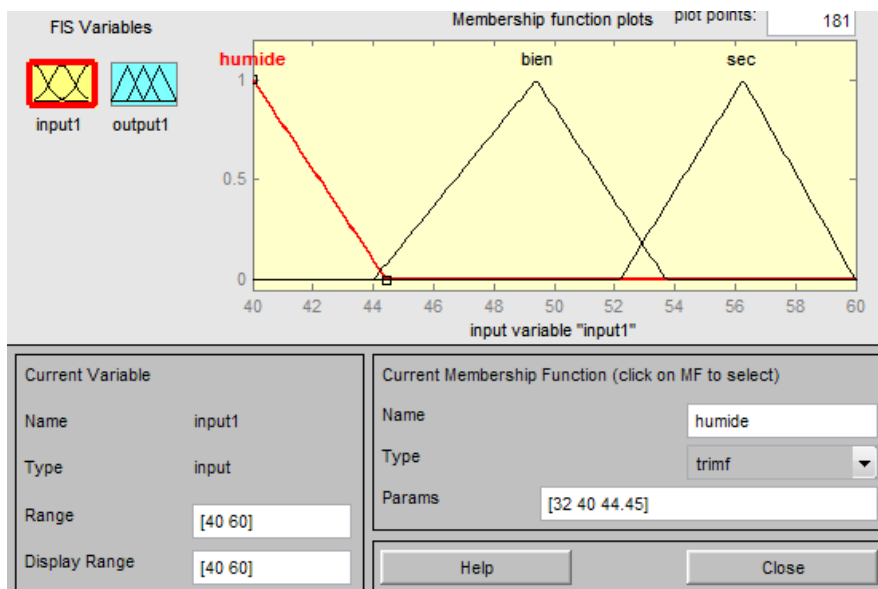 FIS Variables
Membership function plots plot points: 181
humide bien sec
1
input1 output1
0.5
0
40 42 44 46 48 50 52 54 56 58 60
input variable "input1"
Current Variable
Name input1
Type input
Range [40 60]
Display Range [40 60]
Current Membership Function (click on MF to select)
Name humide
Type trimf
Params [32 40 44.45]
Help Close